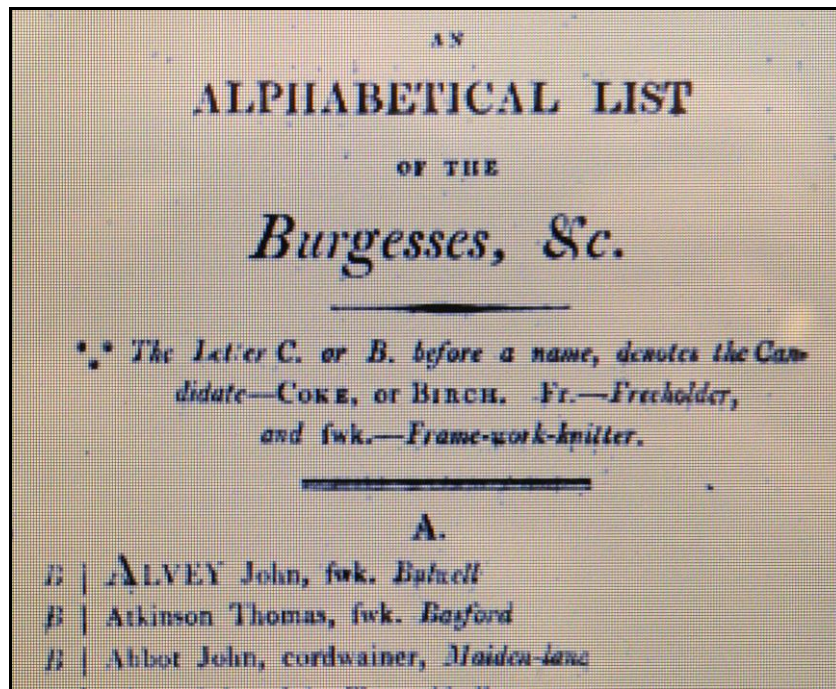 AN
ALPHABETICAL LIST
OF THE
Burgesses, &c.
The Letter C. or B. before a name, denotes the Can-
didate—COKE, or BIRCH. Fr.—Freeholder,
and fwk.—Frame-work-knitter.
A.
B | ALVEY John, fwk. Bulwell
B | Atkinson Thomas, fwk. Basford
B | Abbot John, cordwainer, Maiden-lane